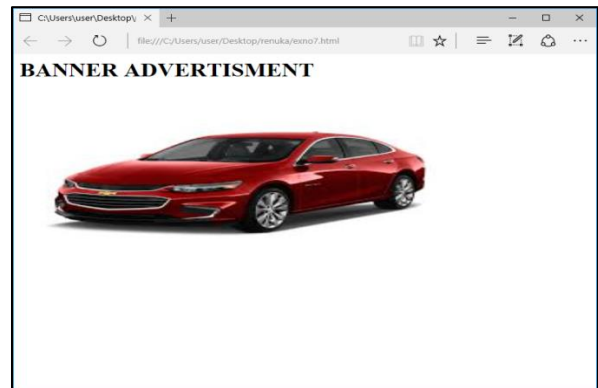 C:\Users\user\Desktop\
file:///C:/Users/user/Desktop/renuka/exno7.html
BANNER ADVERTISMENT